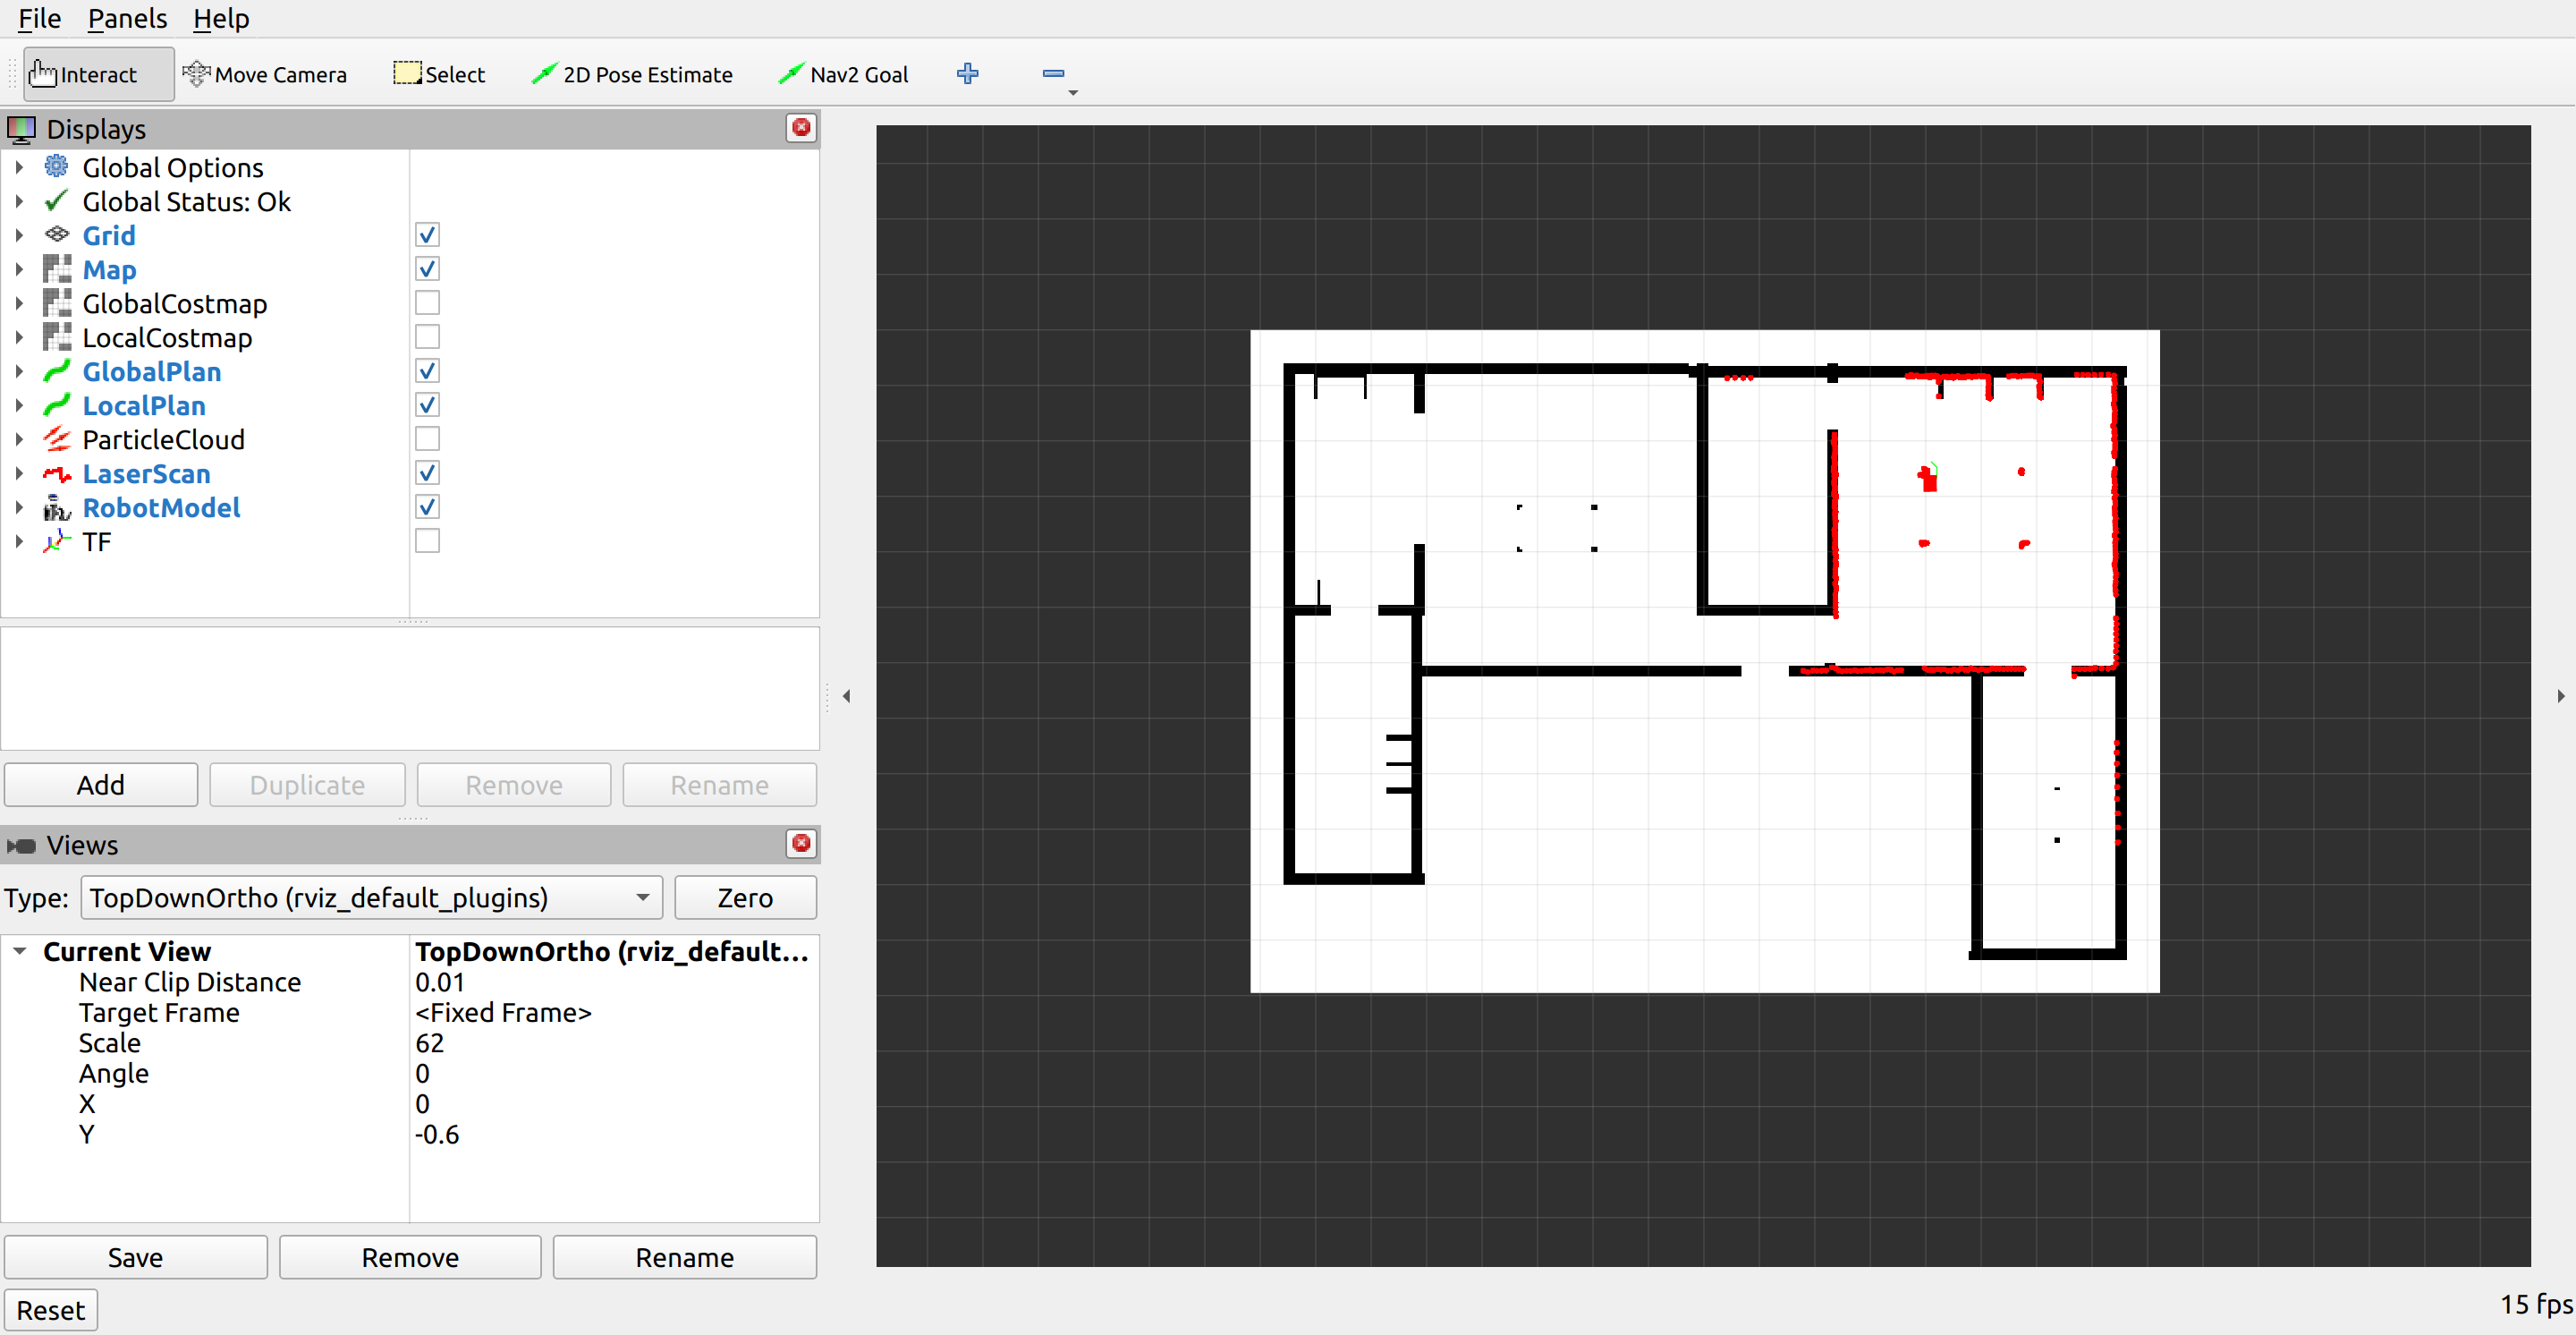 File Panels Help
Interact Move Camera Select 2D Pose Estimate Nav2 Goal
Displays
Global Options
Global Status: Ok
Grid
Map
GlobalCostmap
LocalCostmap
GlobalPlan
LocalPlan
ParticleCloud
LaserScan
RobotModel
TF
Add Duplicate Remove Rename
Views
Type: TopDownOrtho (rviz_default_plugins) Zero
Current View TopDownOrtho (rviz_default...
Near Clip Distance 0.01
Target Frame <Fixed Frame>
Scale 62
Angle 0
X 0
Y -0.6
Save Remove Rename
Reset
15 fps